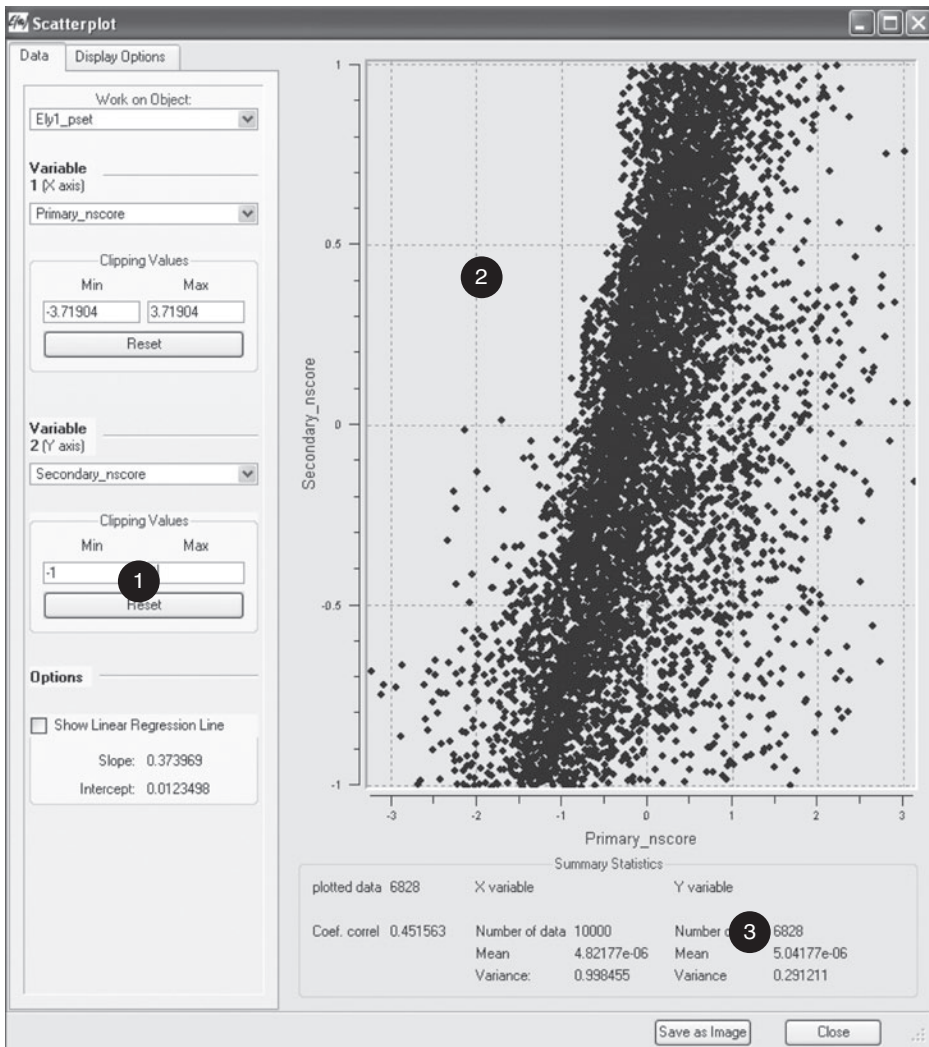 Scatterplot
Data Display Options
Work on Object:
Ely1_pset
Variable
1 (X axis)
Primary_nscore
Clipping Values
Min Max
-3.71904 3.71904
Reset
Variable
2 (Y axis)
Secondary_nscore
Clipping Values
Min Max
-1
1
Reset
Options
Show Linear Regression Line
Slope: 0.373969
Intercept: 0.0123498
2
Secondary_nscore
1
0.5
0
-0.5
-1
-3 -2 -1 0 1 2 3
Primary_nscore
Summary Statistics
plotted data 6828 X variable Y variable
Coef. correl 0.451563 Number of data 10000 Number 3 6828
Mean 4.82177e-06 Mean 5.04177e-06
Variance: 0.998455 Variance 0.291211
Save as Image Close